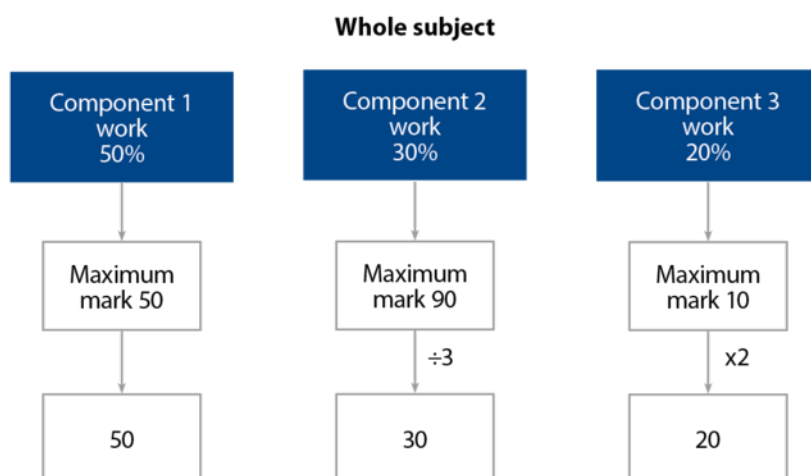 Whole subject
Component 1
work
50%
Component 2
work
30%
Component 3
work
20%
Maximum
mark 50
Maximum
mark 90
Maximum
mark 10
÷3
x2
50
30
20